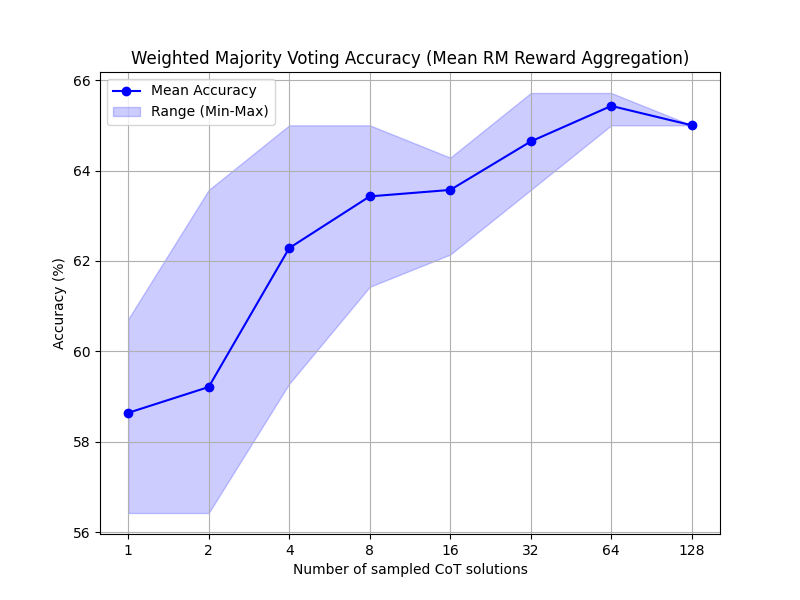 Weighted Majority Voting Accuracy (Mean RM Reward Aggregation)
Mean Accuracy
Range (Min-Max)
66
64
62
60
58
56
Accuracy (%)
1 2 4 8 16 32 64 128
Number of sampled CoT solutions